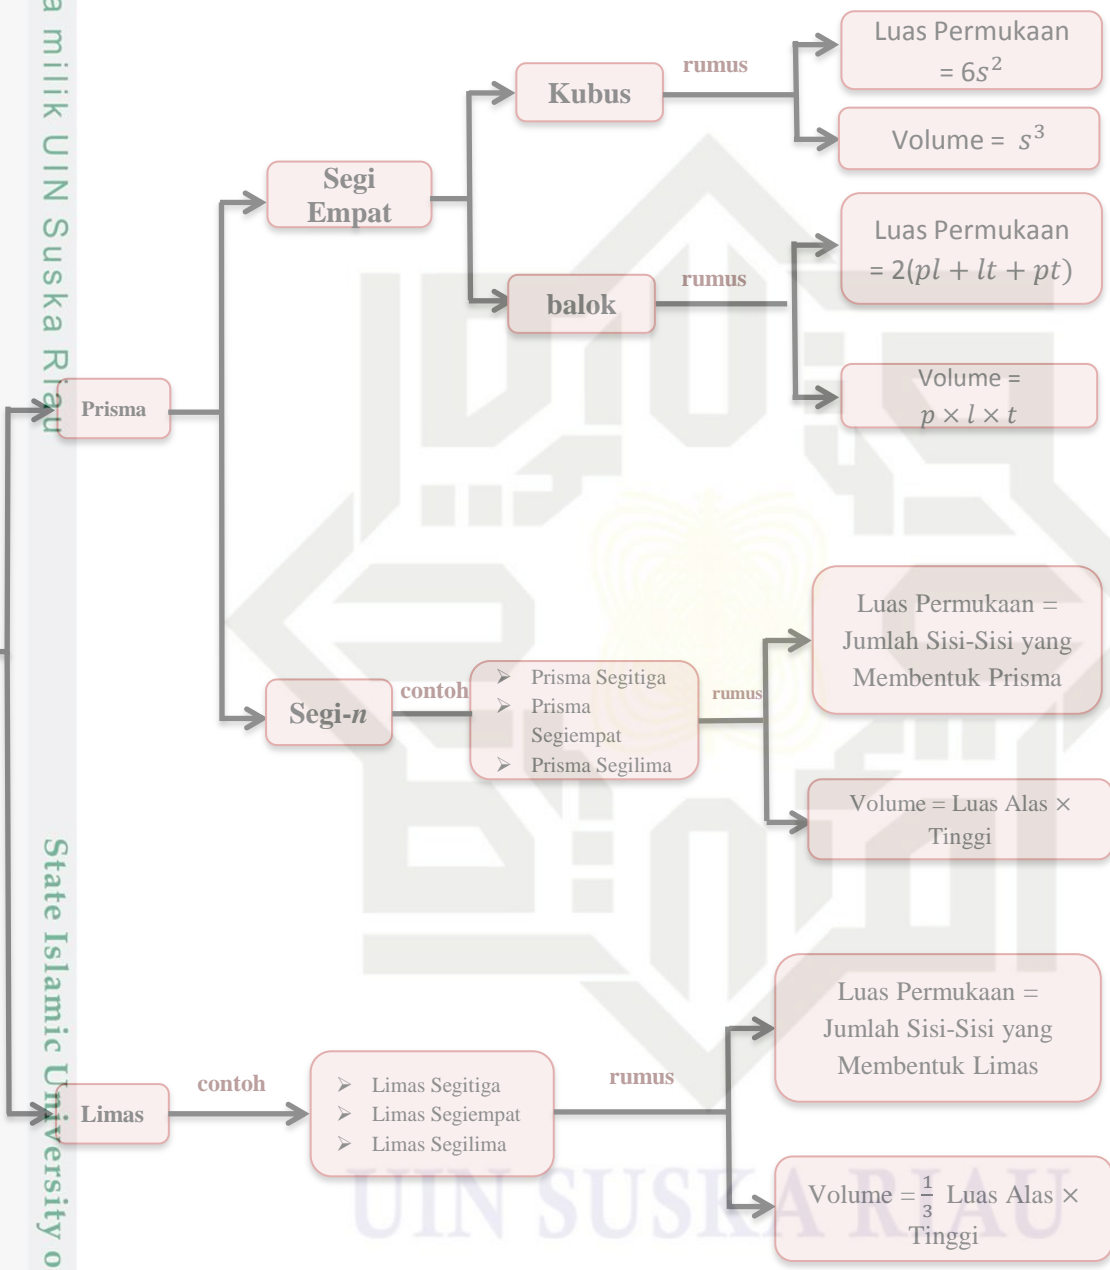 a milik UIN Suska Riau
State Islamic University o
Prisma
Segi
Empat
Kubus
rumus
Luas Permukaan
= 6s²
Volume = s³
balok
rumus
Luas Permukaan
= 2(pl + lt + pt)
Volume =
p × l × t
Segi-n
contoh
➢ Prisma Segitiga
➢ Prisma
Segiempat
➢ Prisma Segilima
rumus
Luas Permukaan =
Jumlah Sisi-Sisi yang
Membentuk Prisma
Volume = Luas Alas ×
Tinggi
Limas
contoh
➢ Limas Segitiga
➢ Limas Segiempat
➢ Limas Segilima
rumus
Luas Permukaan =
Jumlah Sisi-Sisi yang
Membentuk Limas
Volume = 1/3 Luas Alas ×
Tinggi
UIN SUSKA RIAU